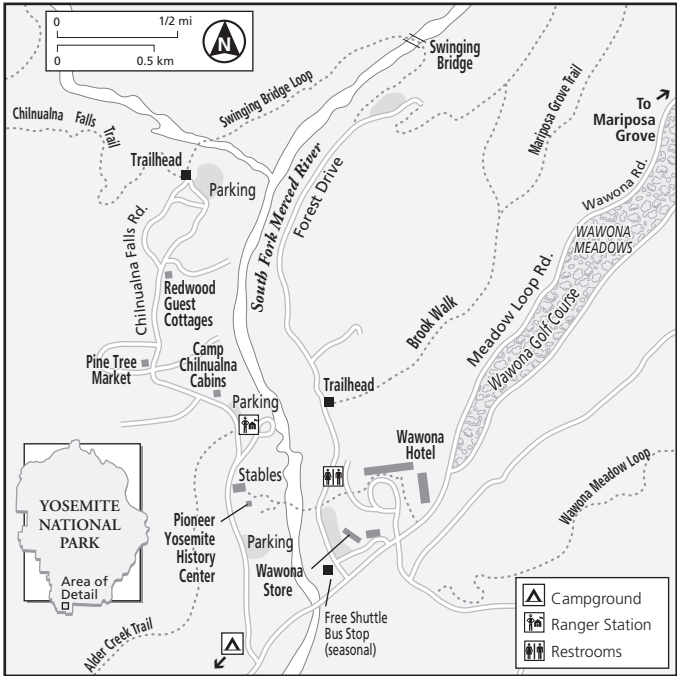 0
1/2 mi
0
0.5 km
N
Swinging
Bridge
To
Mariposa
Grove
Chilnualna Falls
Trail
Swinging Bridge Loop
Mariposa Grove Trail
Trailhead
Parking
South Fork Merced River
Forest Drive
Wawona Rd.
WAWONA
MEADOWS
Chilnualna Falls Rd.
Redwood
Guest
Cottages
Meadow Loop Rd.
Wawona Golf Course
Brook Walk
Pine Tree
Market
Camp
Chilnualna
Cabins
Parking
Trailhead
Wawona
Hotel
Stables
Wawona Meadow Loop
YOSEMITE
NATIONAL
PARK
Area of
Detail
Pioneer
Yosemite
History
Center
Parking
Wawona
Store
Free Shuttle
Bus Stop
(seasonal)
Alder Creek Trail
Campground
Ranger Station
Restrooms